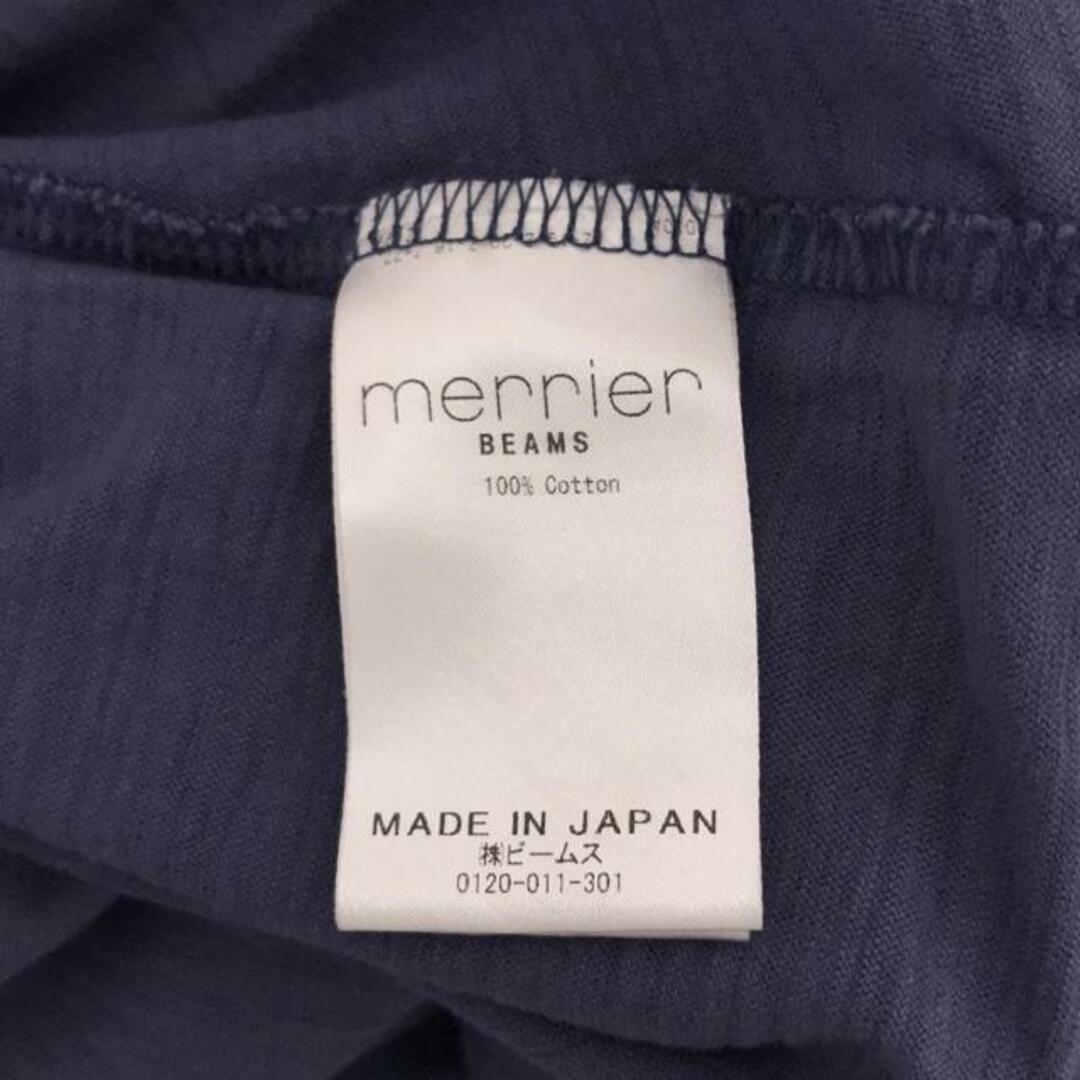 merrier
BEAMS
100% Cotton
MADE IN JAPAN
㈱ビームス
0120-011-301